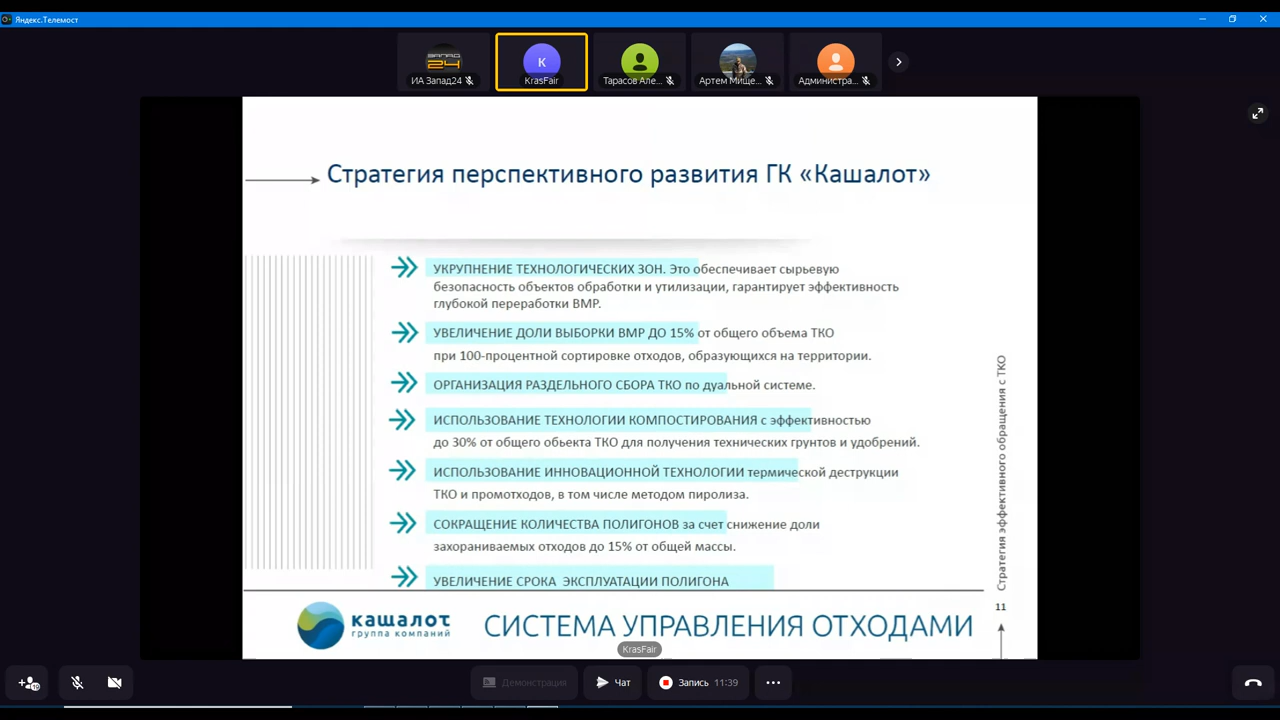 Яндекс.Телемост
ЗАПАД
24
ИА Запад24
K
KrasFair
Тарасов Але...
Артем Мище...
Администра...
Стратегия перспективного развития ГК «Кашалот»
УКРУПНЕНИЕ ТЕХНОЛОГИЧЕСКИХ ЗОН. Это обеспечивает сырьевую
безопасность объектов обработки и утилизации, гарантирует эффективность
глубокой переработки ВМР.
УВЕЛИЧЕНИЕ ДОЛИ ВЫБОРКИ ВМР ДО 15% от общего объема ТКО
при 100-процентной сортировке отходов, образующихся на территории.
ОРГАНИЗАЦИЯ РАЗДЕЛЬНОГО СБОРА ТКО по дуальной системе.
ИСПОЛЬЗОВАНИЕ ТЕХНОЛОГИИ КОМПОСТИРОВАНИЯ с эффективностью
до 30% от общего обьекта ТКО для получения технических грунтов и удобрений.
ИСПОЛЬЗОВАНИЕ ИННОВАЦИОННОЙ ТЕХНОЛОГИИ термической деструкции
ТКО и промотходов, в том числе методом пиролиза.
СОКРАЩЕНИЕ КОЛИЧЕСТВА ПОЛИГОНОВ за счет снижение доли
захораниваемых отходов до 15% от общей массы.
УВЕЛИЧЕНИЕ СРОКА ЭКСПЛУАТАЦИИ ПОЛИГОНА
Стратегия эффективного обращения с ТКО
11
кашалот
группа компаний
СИСТЕМА УПРАВЛЕНИЯ ОТХОДАМИ
KrasFair
19
Демонстрация
Чат
Запись 11:39